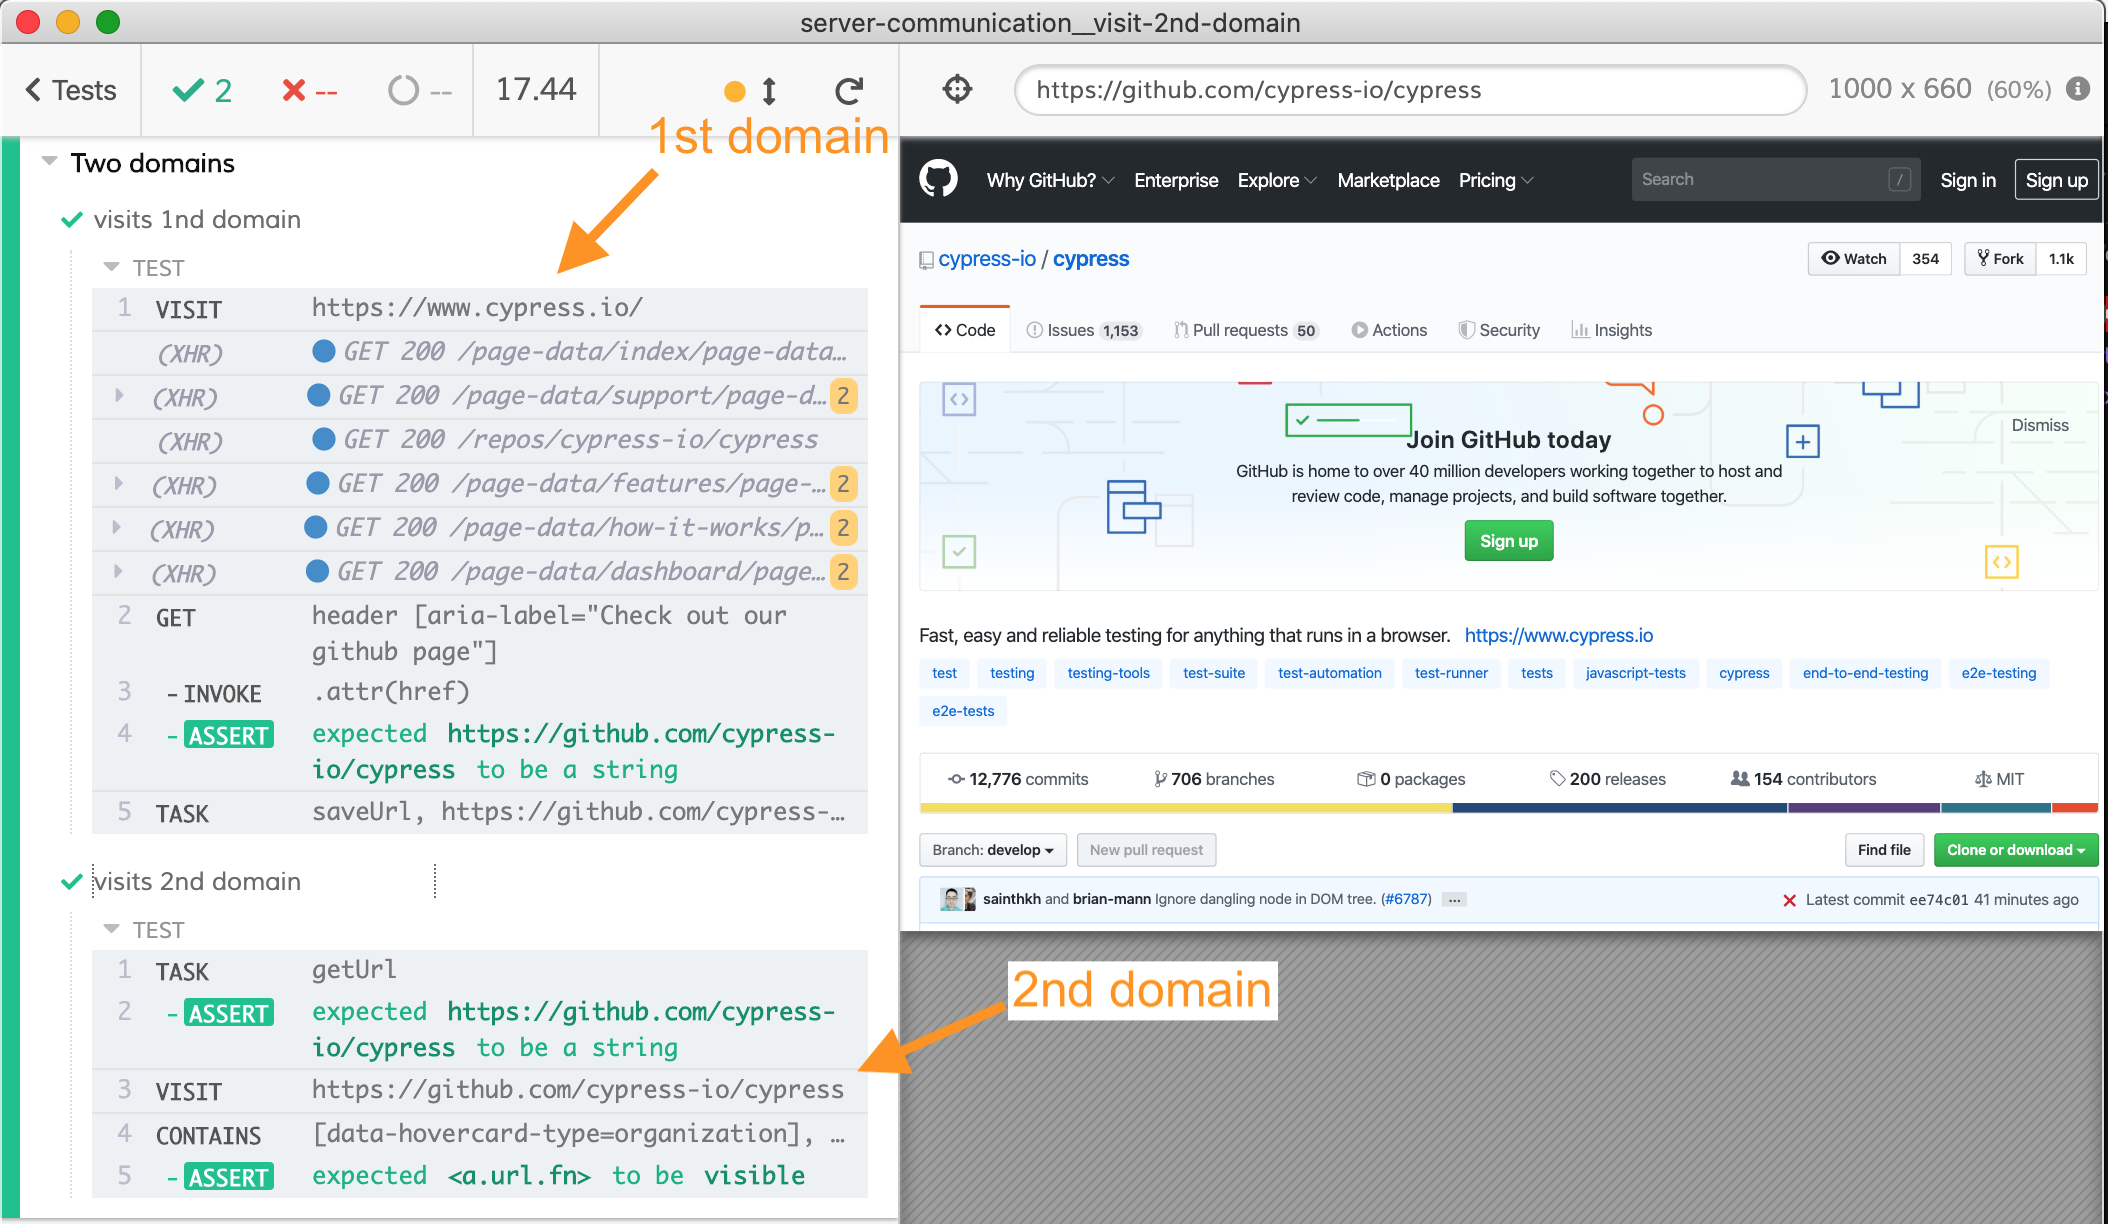 server-communication__visit-2nd-domain
Tests
2
--
--
17.44
https://github.com/cypress-io/cypress
1000 x 660 (60%)
1st domain
Two domains
visits 1nd domain
TEST
1 VISIT https://www.cypress.io/
(XHR) GET 200 /page-data/index/page-data…
(XHR) GET 200 /page-data/support/page-d… 2
(XHR) GET 200 /repos/cypress-io/cypress
(XHR) GET 200 /page-data/features/page-… 2
(XHR) GET 200 /page-data/how-it-works/p… 2
(XHR) GET 200 /page-data/dashboard/page… 2
2 GET header [aria-label="Check out our
github page"]
3 - INVOKE .attr(href)
4 - ASSERT expected https://github.com/cypress-
io/cypress to be a string
5 TASK saveUrl, https://github.com/cypress-…
visits 2nd domain
TEST
1 TASK getUrl
2 - ASSERT expected https://github.com/cypress-
io/cypress to be a string
3 VISIT https://github.com/cypress-io/cypress
4 CONTAINS [data-hovercard-type=organization], …
5 - ASSERT expected <a.url.fn> to be visible
Why GitHub? Enterprise Explore Marketplace Pricing Search / Sign in Sign up
cypress-io / cypress
Watch 354 Fork 1.1k
Code Issues 1,153 Pull requests 50 Actions Security Insights
Dismiss
Join GitHub today
GitHub is home to over 40 million developers working together to host and
review code, manage projects, and build software together.
Sign up
Fast, easy and reliable testing for anything that runs in a browser. https://www.cypress.io
test testing testing-tools test-suite test-automation test-runner tests javascript-tests cypress end-to-end-testing e2e-testing
e2e-tests
12,776 commits 706 branches 0 packages 200 releases 154 contributors MIT
Branch: develop New pull request Find file Clone or download
sainthkh and brian-mann Ignore dangling node in DOM tree. (#6787) … Latest commit ee74c01 41 minutes ago
2nd domain